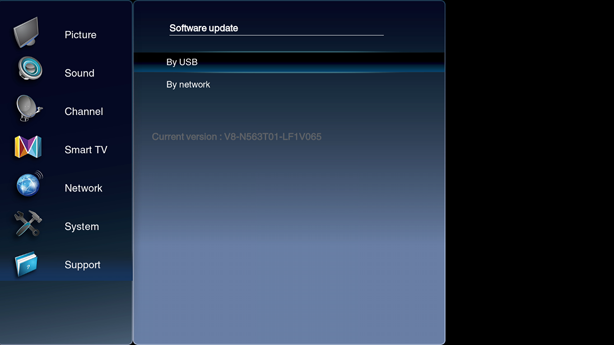 Picture
Sound
Channel
Smart TV
Network
System
Support
Software update
By USB
By network
Current version : V8-N563T01-LF1V065